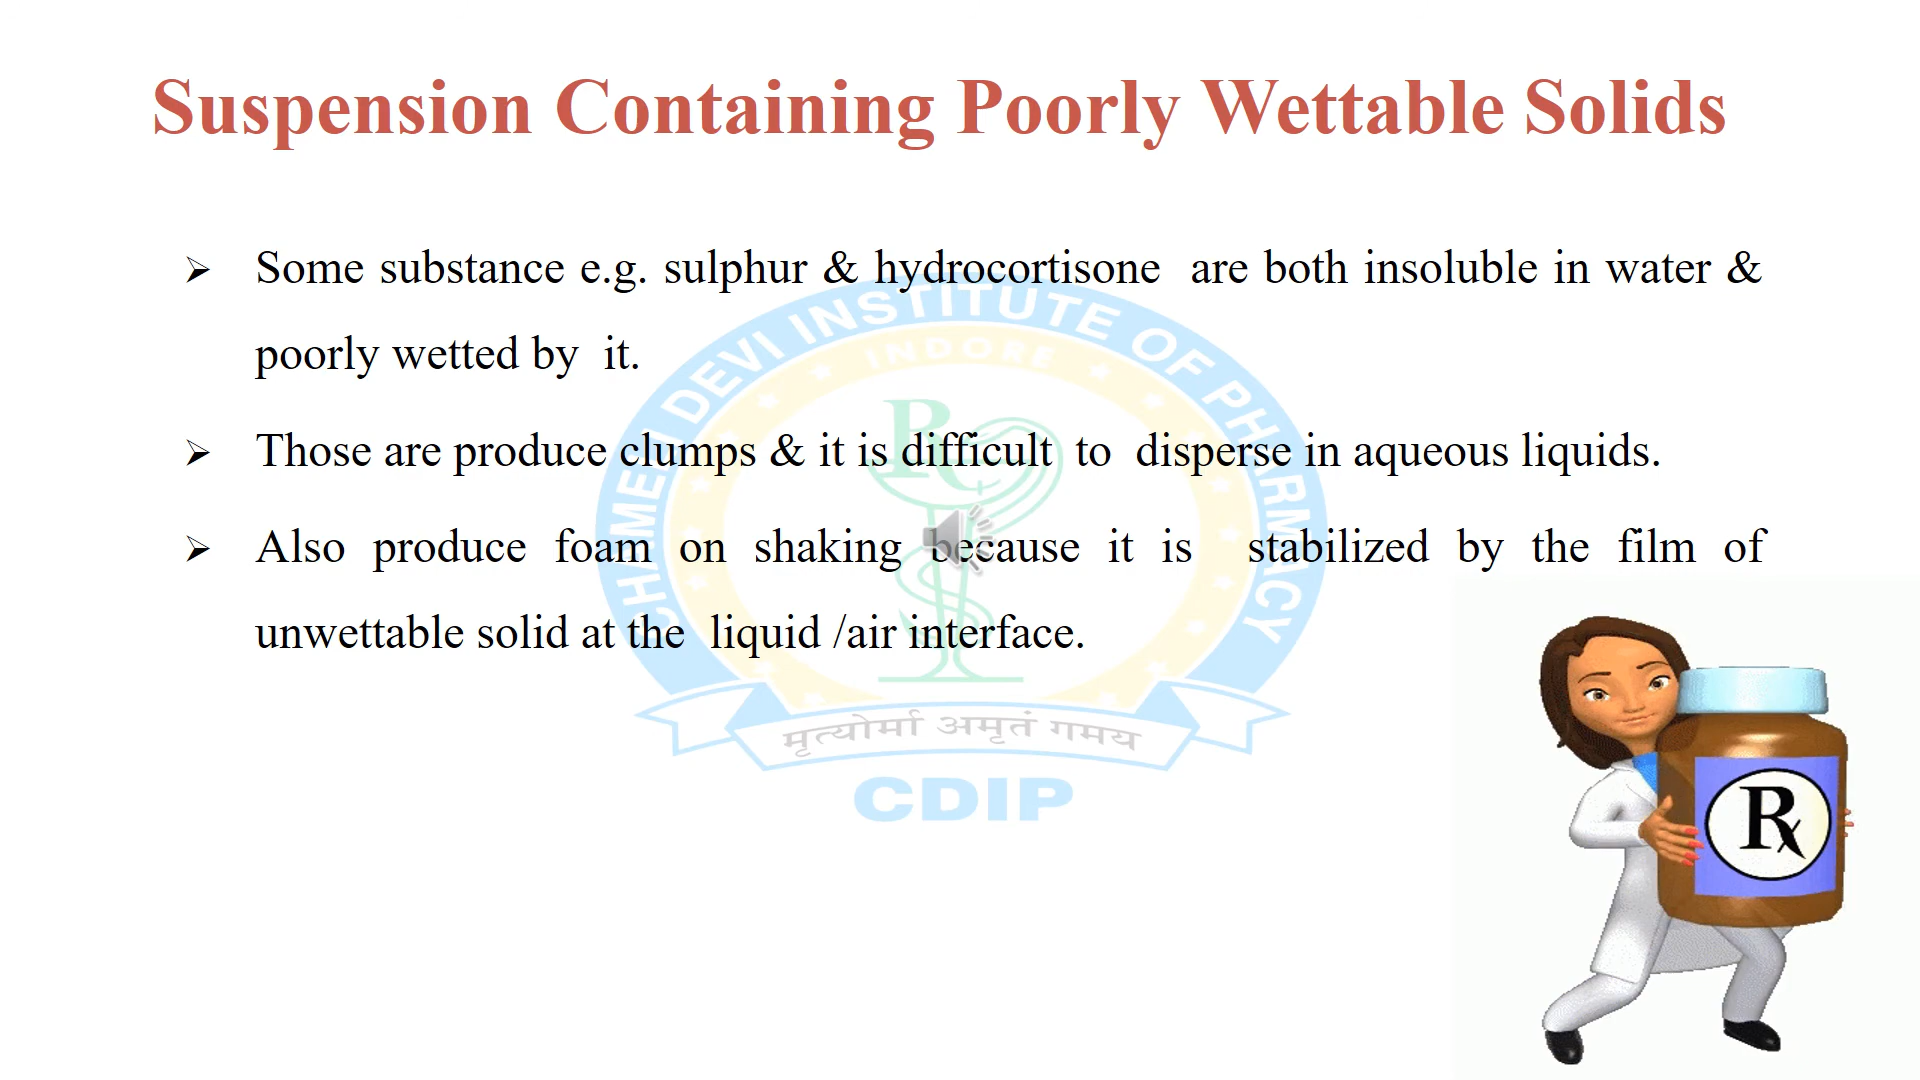 Suspension Containing Poorly Wettable Solids
➢ Some substance e.g. sulphur & hydrocortisone are both insoluble in water &
poorly wetted by it.
➢ Those are produce clumps & it is difficult to disperse in aqueous liquids.
➢ Also produce foam on shaking because it is stabilized by the film of
unwettable solid at the liquid /air interface.
CHAMELI DEVI INSTITUTE OF PHARMACY
INDORE
Rx
मृत्योर्मा अमृतं गमय
CDIP
Rx